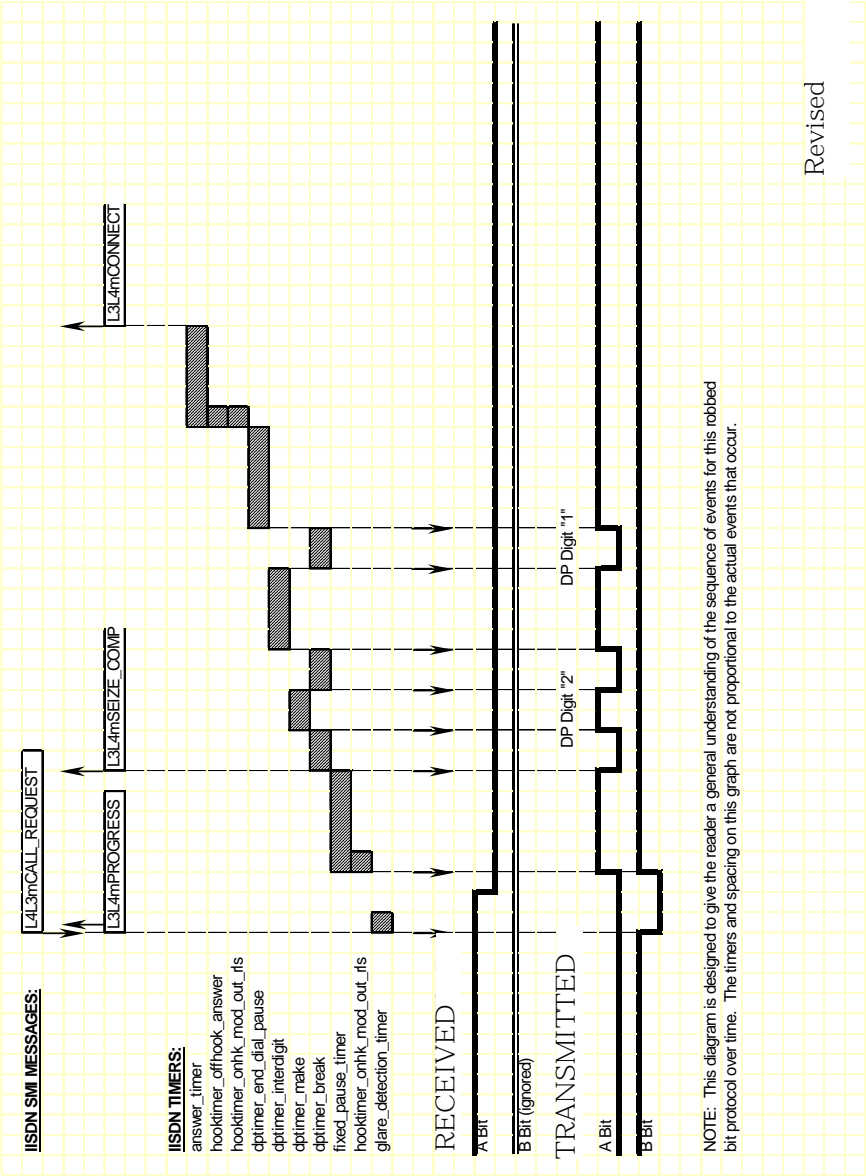 IISDN SMI MESSAGES:
L4L3mCALL_REQUEST
L3L4mPROGRESS
L3L4mSEIZE_COMP
L3L4mCONNECT
IISDN TIMERS:
answer_timer
hooktimer_offhook_answer
hooktimer_onhk_mod_out_rls
dptimer_end_dial_pause
dptimer_interdigit
dptimer_make
dptimer_break
fixed_pause_timer
hooktimer_onhk_mod_out_rls
glare_detection_timer
RECEIVED
A Bit
B Bit (ignored)
TRANSMITTED
DP Digit "2"
DP Digit "1"
A Bit
B Bit
NOTE: This diagram is designed to give the reader a general understanding of the sequence of events for this robbed
bit protocol over time. The timers and spacing on this graph are not proportional to the actual events that occur.
Revised